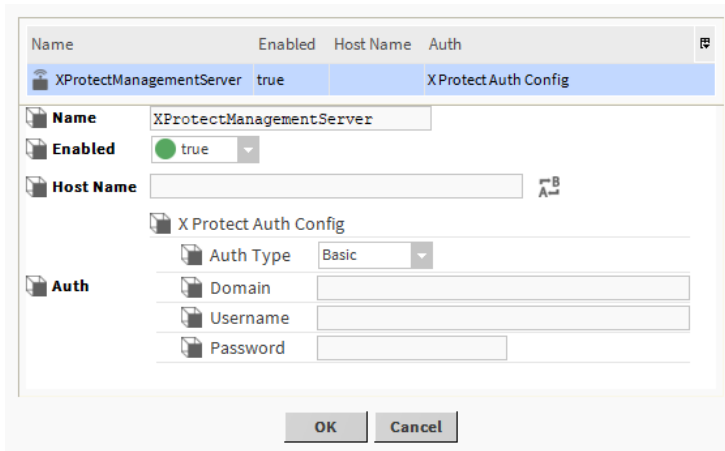 Name Enabled Host Name Auth
XProtectManagementServer true X Protect Auth Config
Name XProtectManagementServer
Enabled true
Host Name
A B
X Protect Auth Config
Auth Type Basic
Auth
Domain
Username
Password
OK Cancel